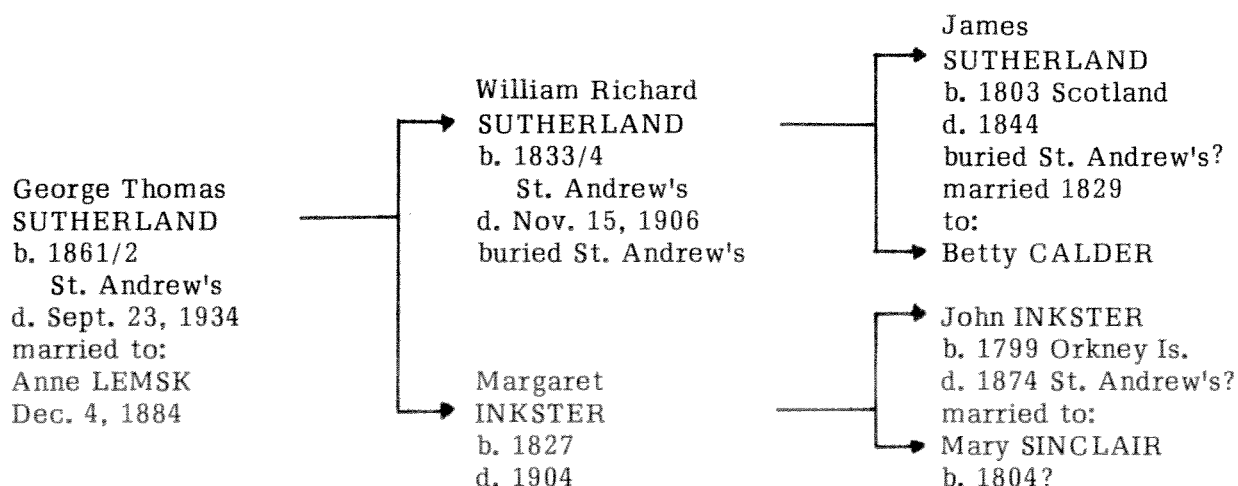 George Thomas
SUTHERLAND
b. 1861/2
St. Andrew's
d. Sept. 23, 1934
married to:
Anne LEMSK
Dec. 4, 1884
William Richard
SUTHERLAND
b. 1833/4
St. Andrew's
d. Nov. 15, 1906
buried St. Andrew's
Margaret
INKSTER
b. 1827
d. 1904
James
SUTHERLAND
b. 1803 Scotland
d. 1844
buried St. Andrew's?
married 1829
to:
Betty CALDER
John INKSTER
b. 1799 Orkney Is.
d. 1874 St. Andrew's?
married to:
Mary SINCLAIR
b. 1804?